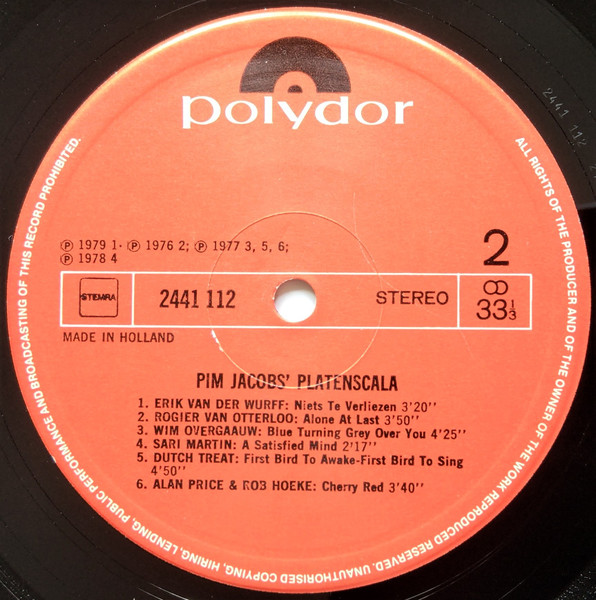 polydor
ALL RIGHTS OF THE PRODUCER AND OF THE OWNER OF THE WORK REPRODUCED RESERVED. UNAUTHORISED COPYING, HIRING, LENDING, PUBLIC PERFORMANCE AND BROADCASTING OF THIS RECORD PROHIBITED.
2441 112
℗ 1979 1· ℗ 1976 2; ℗ 1977 3, 5, 6;
℗ 1978 4
2
STEMRA
2441 112
STEREO
33 1/3
MADE IN HOLLAND
PIM JACOBS' PLATENSCALA
1. ERIK VAN DER WURFF: Niets Te Verliezen 3'20''
2. ROGIER VAN OTTERLOO: Alone At Last 3'50''
3. WIM OVERGAAUW: Blue Turning Grey Over You 4'25''
4. SARI MARTIN: A Satisfied Mind 2'17''
5. DUTCH TREAT: First Bird To Awake-First Bird To Sing
4'50''
6. ALAN PRICE & ROB HOEKE: Cherry Red 3'40''